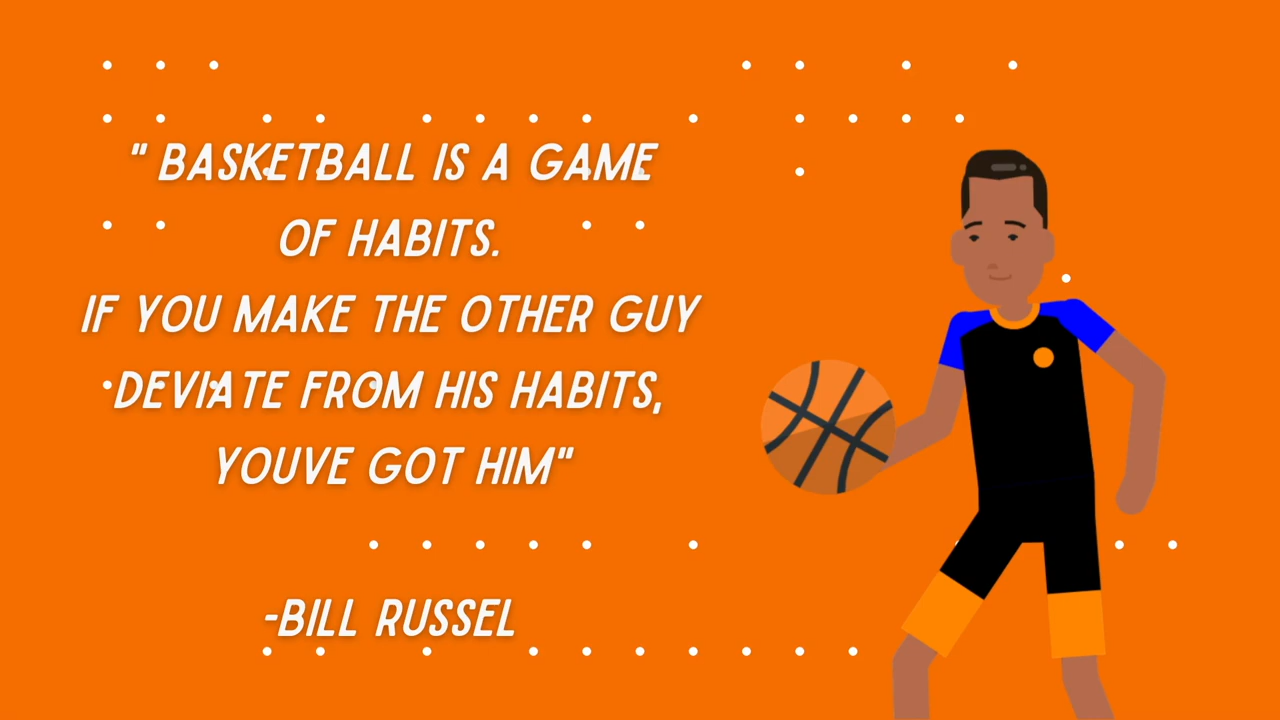 " BASKETBALL IS A GAME
OF HABITS.
IF YOU MAKE THE OTHER GUY
DEVIATE FROM HIS HABITS,
YOUVE GOT HIM"
-BILL RUSSEL